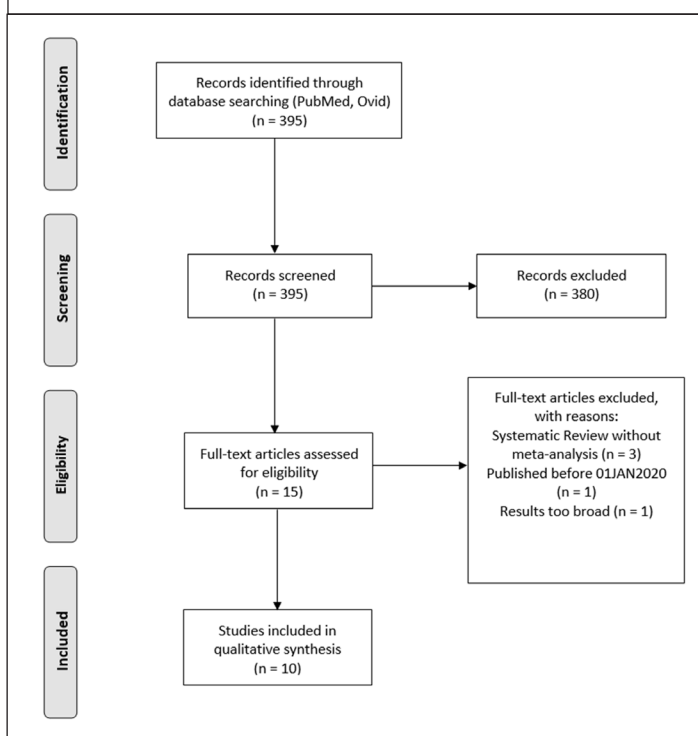 Identification
Records identified through
database searching (PubMed, Ovid)
(n = 395)
Screening
Records screened
(n = 395)
Records excluded
(n = 380)
Eligibility
Full-text articles assessed
for eligibility
(n = 15)
Full-text articles excluded,
with reasons:
Systematic Review without
meta-analysis (n = 3)
Published before 01JAN2020
(n = 1)
Results too broad (n = 1)
Included
Studies included in
qualitative synthesis
(n = 10)